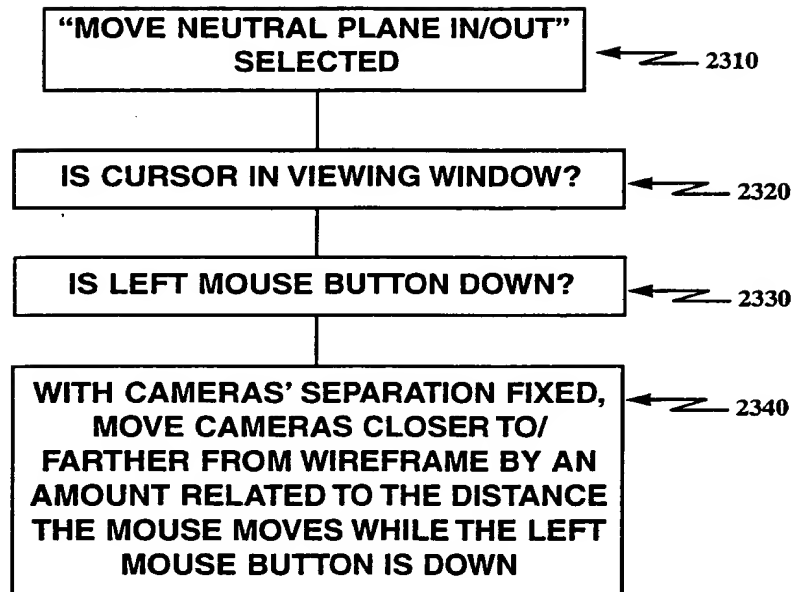 “MOVE NEUTRAL PLANE IN/OUT”
SELECTED
2310
IS CURSOR IN VIEWING WINDOW?
2320
IS LEFT MOUSE BUTTON DOWN?
2330
WITH CAMERAS’ SEPARATION FIXED,
MOVE CAMERAS CLOSER TO/
FARTHER FROM WIREFRAME BY AN
AMOUNT RELATED TO THE DISTANCE
THE MOUSE MOVES WHILE THE LEFT
MOUSE BUTTON IS DOWN
2340